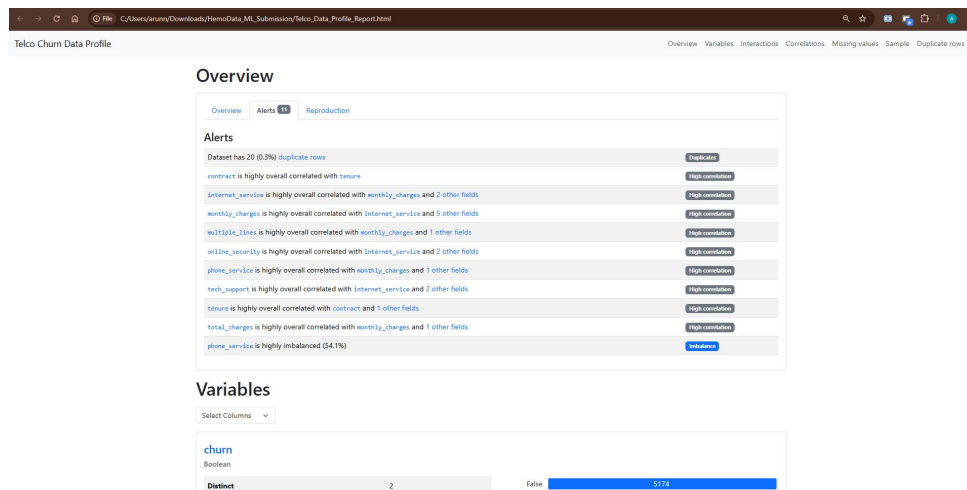 File C:/Users/arunn/Downloads/HemoData_ML_Submission/Telco_Data_Profile_Report.html
Telco Churn Data Profile
Overview Variables Interactions Correlations Missing values Sample Duplicate rows
Overview
Overview Alerts 11 Reproduction
Alerts
Dataset has 20 (0.3%) duplicate rows Duplicates
contract is highly overall correlated with tenure High correlation
internet_service is highly overall correlated with monthly_charges and 2 other fields High correlation
monthly_charges is highly overall correlated with internet_service and 5 other fields High correlation
multiple_lines is highly overall correlated with monthly_charges and 1 other fields High correlation
online_security is highly overall correlated with internet_service and 2 other fields High correlation
phone_service is highly overall correlated with monthly_charges and 1 other fields High correlation
tech_support is highly overall correlated with internet_service and 2 other fields High correlation
tenure is highly overall correlated with contract and 1 other fields High correlation
total_charges is highly overall correlated with monthly_charges and 1 other fields High correlation
phone_service is highly imbalanced (54.1%) Imbalance
Variables
Select Columns
churn
Boolean
Distinct 2 False 5174